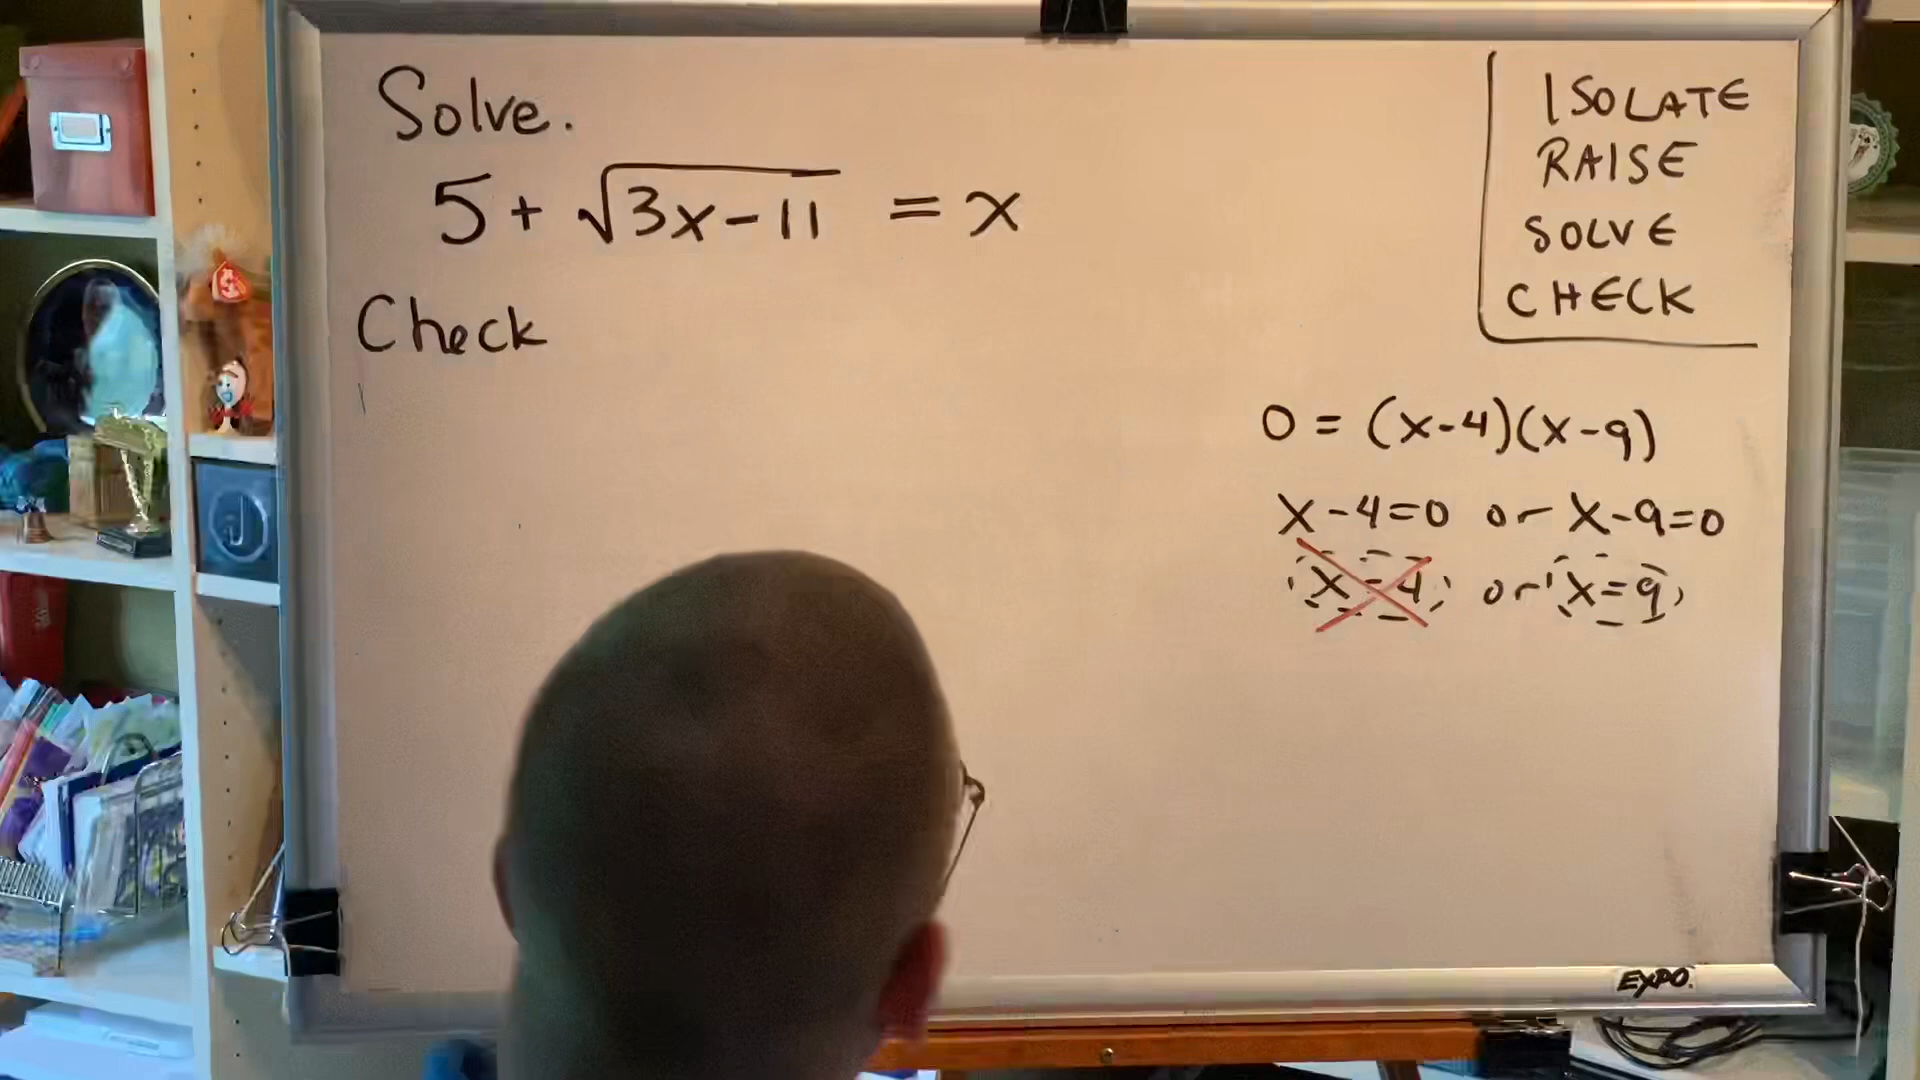 Solve.
5 + √3x-11 = x
Check
ISOLATE
RAISE
SOLVE
CHECK
0 = (x-4)(x-9)
x-4=0 or x-9=0
x=4 or x=9
EXPO.
J